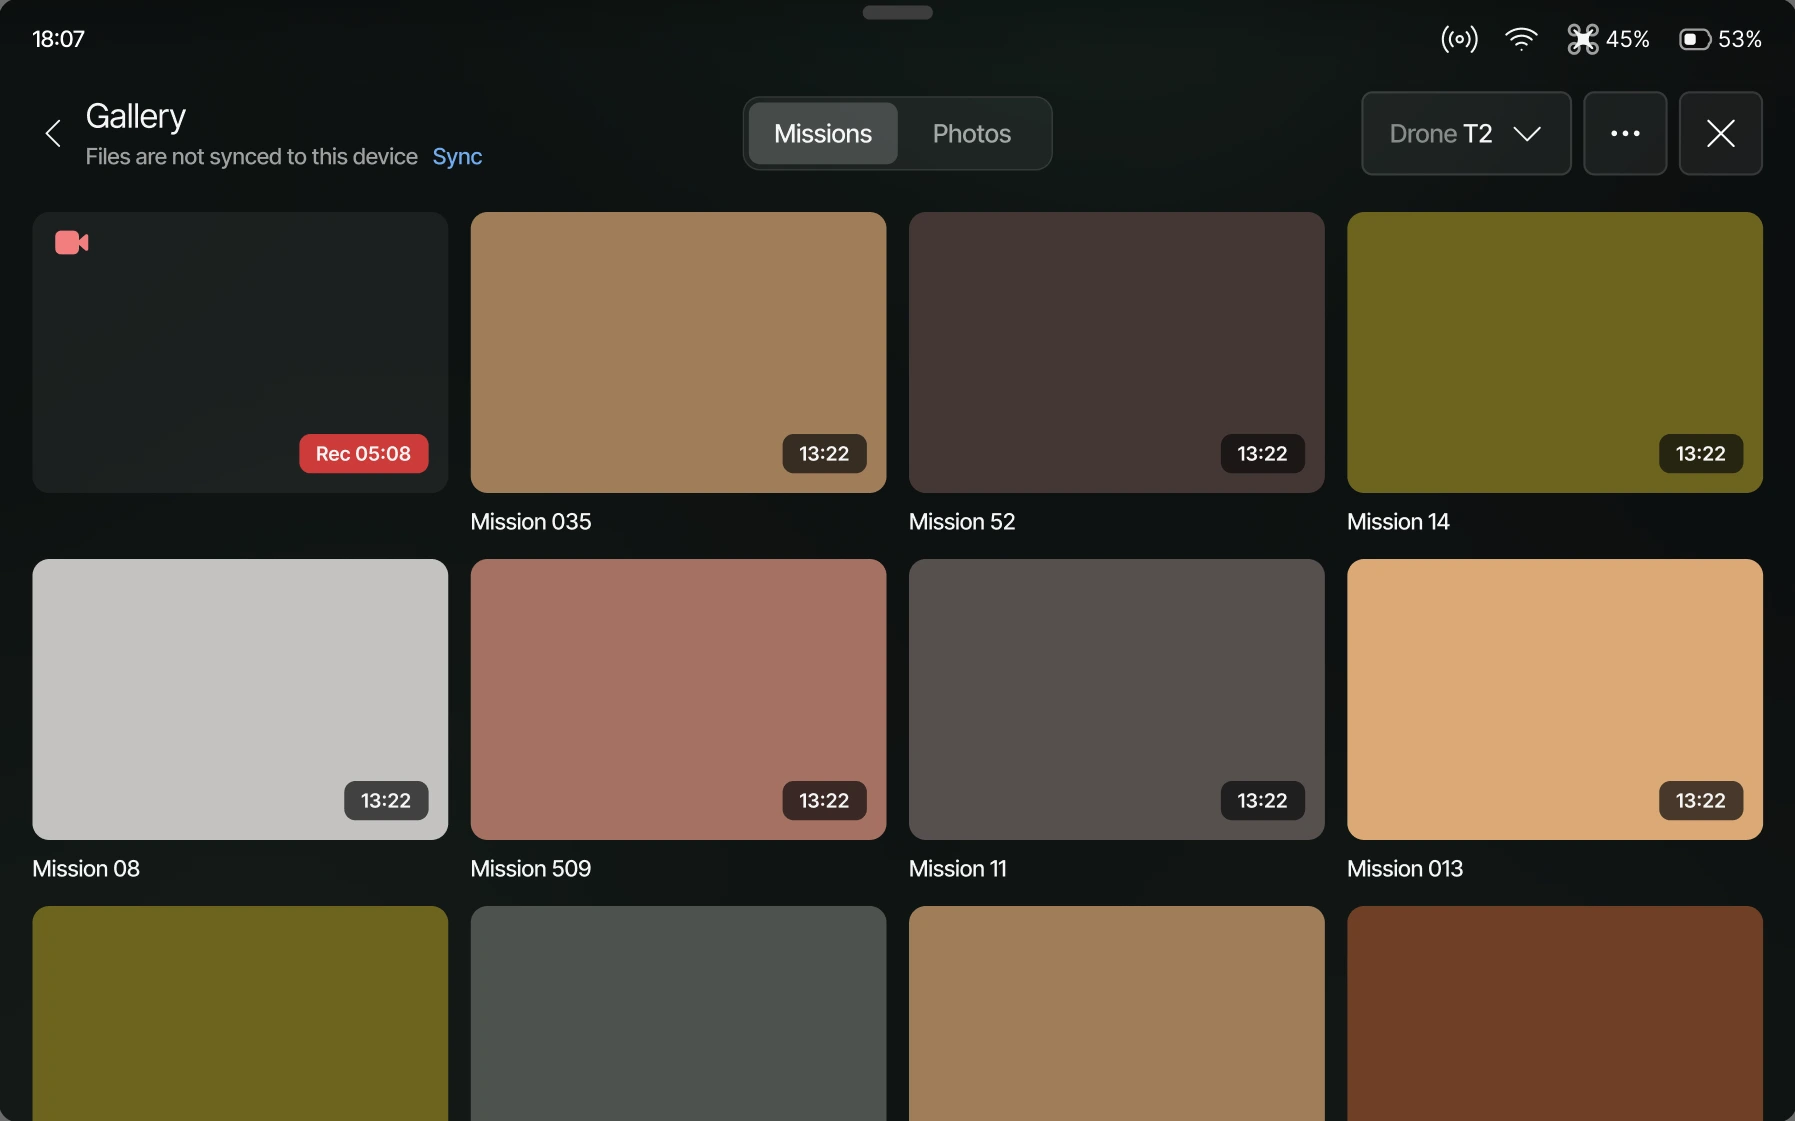 18:07
45%
53%
Gallery
Files are not synced to this device Sync
Missions
Photos
Drone T2
Rec 05:08
13:22
13:22
13:22
Mission 035
Mission 52
Mission 14
13:22
13:22
13:22
13:22
Mission 08
Mission 509
Mission 11
Mission 013